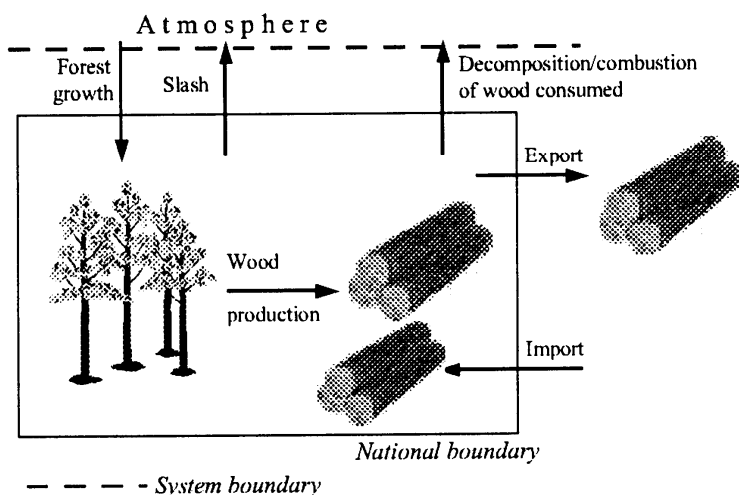 Atmosphere
Forest
growth
Slash
Decomposition/combustion
of wood consumed
Export
Wood
production
Import
National boundary
System boundary